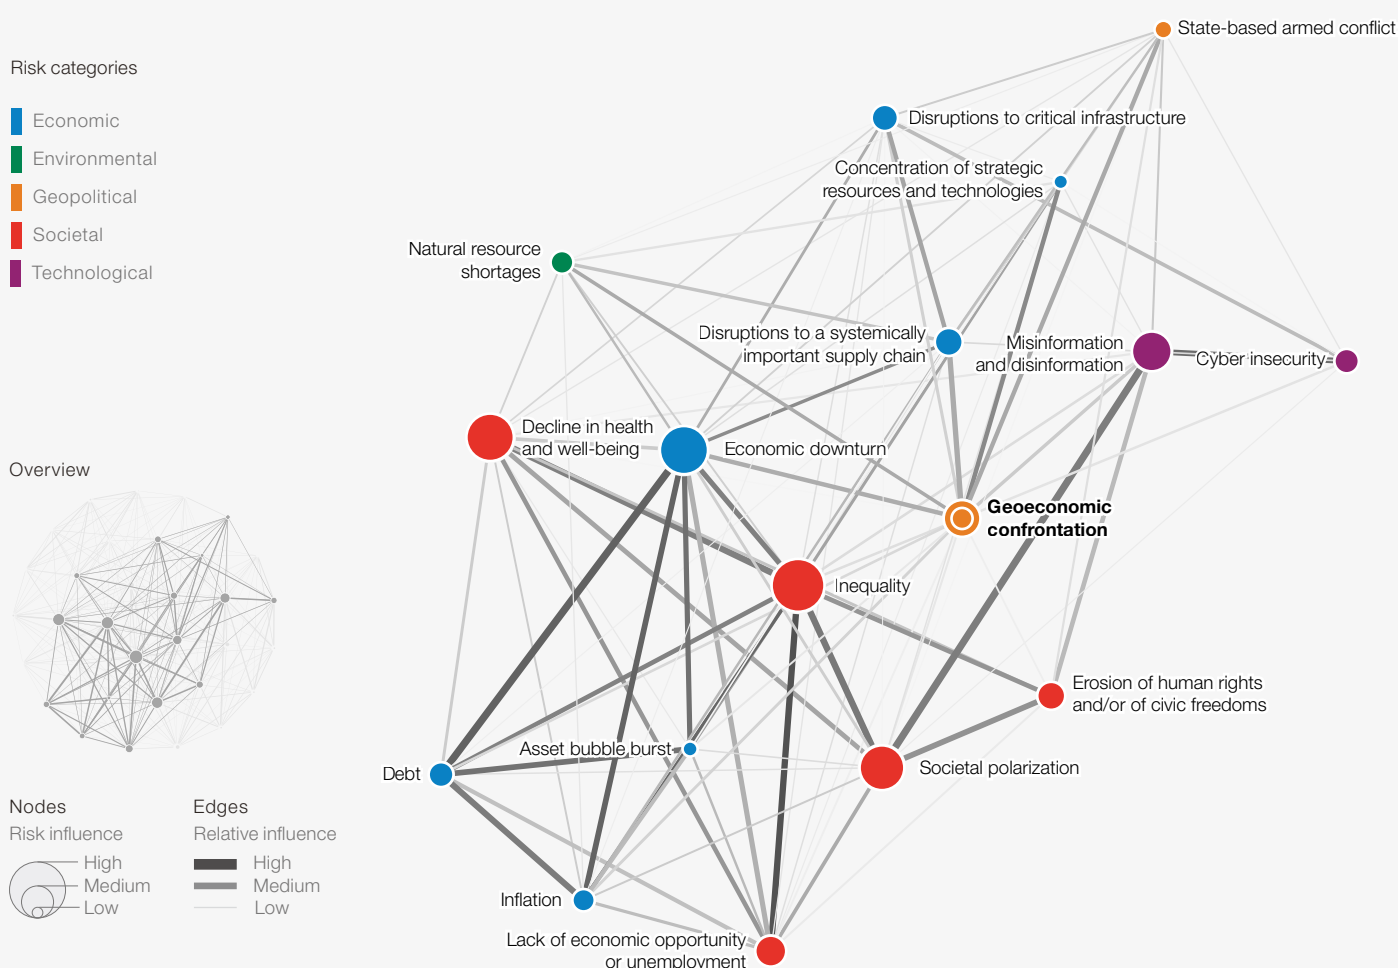 State-based armed conflict
Risk categories
Economic
Environmental
Geopolitical
Societal
Technological
Disruptions to critical infrastructure
Concentration of strategic
resources and technologies
Natural resource
shortages
Disruptions to a systemically
important supply chain
Misinformation
and disinformation
Cyber insecurity
Decline in health
and well-being
Economic downturn
Geoeconomic
confrontation
Inequality
Erosion of human rights
and/or of civic freedoms
Asset bubble burst
Debt
Societal polarization
Inflation
Lack of economic opportunity
or unemployment
Overview
Nodes
Risk influence
High
Medium
Low
Edges
Relative influence
High
Medium
Low